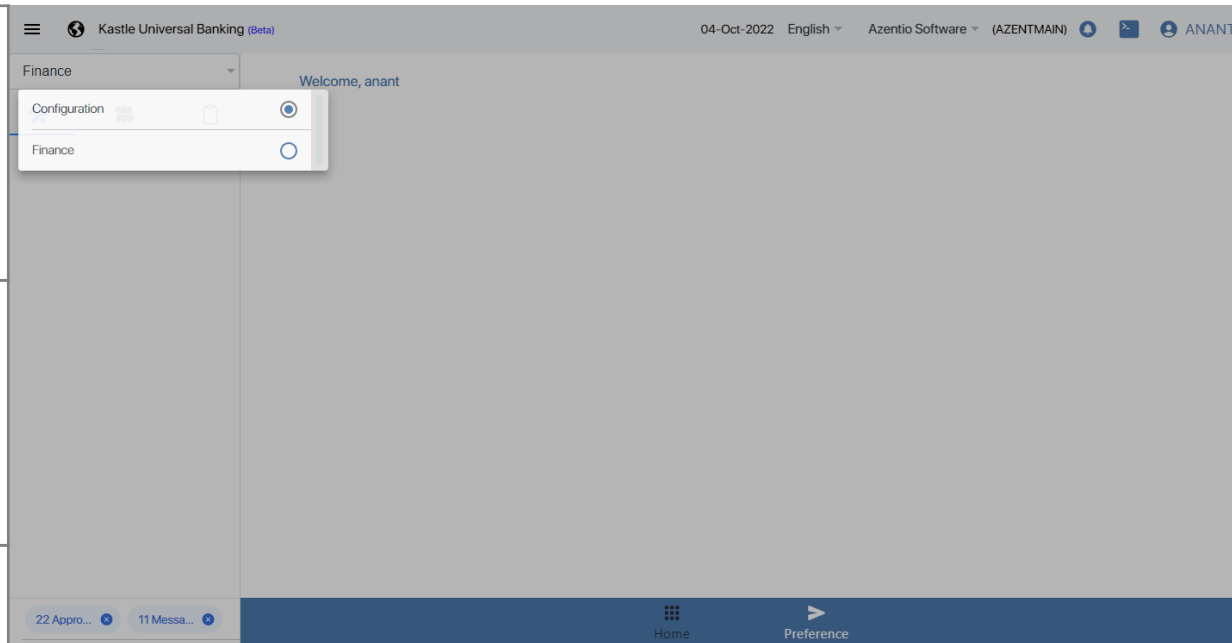 Kastle Universal Banking (Beta)
04-Oct-2022 English Azentio Software (AZENTMAIN) ANANT
Finance
Welcome, anant
Configuration
Finance
22 Appro... 11 Messa...
Home Preference